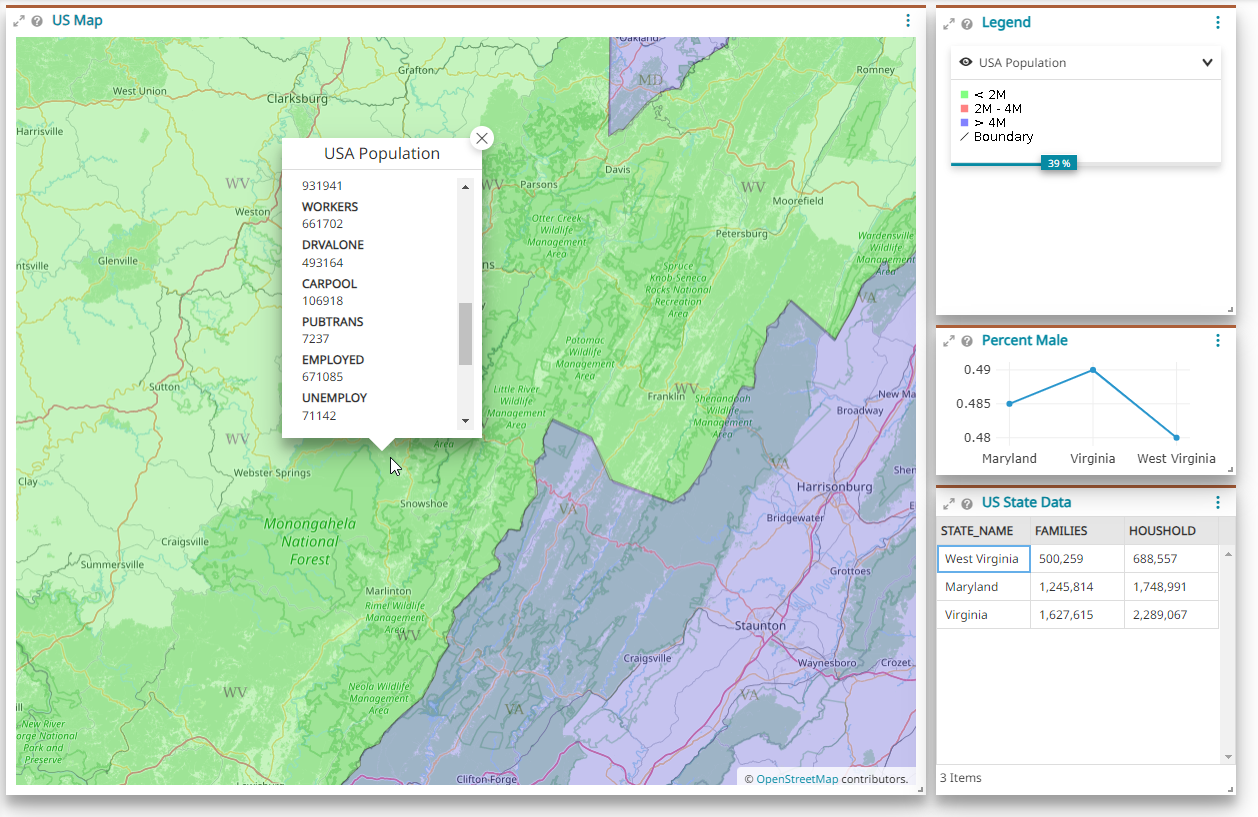 US Map
Oakland
Grafton
MD
Romney
West Union
Clarksburg
Harrisville
Davis
WV
WV
Parsons
WV
Moorefield
Weston
Otter Creek
Wildlife
Management
Area
Petersburg
Wardensville
Wildlife
Management
Area
Glenville
ntsville
ns
Spruce
Knob-Seneca
Rocks National
Recreation
Area
VA
Potomac
Wildlife
Management
Area
Sutton
Little River
Wildlife
Management
Area
WV
Franklin
Shenandoah
Wildlife
Management
Area
New Ma
Broadway
WV
Area
Webster Springs
VA
Shen
Clay
Harrisonburg
Snowshoe
VA
Bridgewater
E
Monongahela
National
Forest
Craigsville
Summersville
Grottoes
Marlinton
Rimel Wildlife
Management
Area
WV
Staunton
Craigsville
Waynesboro
Crozet
WV
Neola Wildlife
Management
Area
VA
VA
ill
New River
orge National
Park and
Preserve
Clifton Forge
Lewisburg
© OpenStreetMap contributors.
USA Population
931941
WORKERS
661702
DRVALONE
493164
CARPOOL
106918
PUBTRANS
7237
EMPLOYED
671085
UNEMPLOY
71142
Legend
USA Population
< 2M
2M - 4M
> 4M
Boundary
39 %
Percent Male
0.49
0.485
0.48
Maryland Virginia West Virginia
US State Data
STATE_NAME FAMILIES HOUSHOLD
West Virginia 500,259 688,557
Maryland 1,245,814 1,748,991
Virginia 1,627,615 2,289,067
3 Items